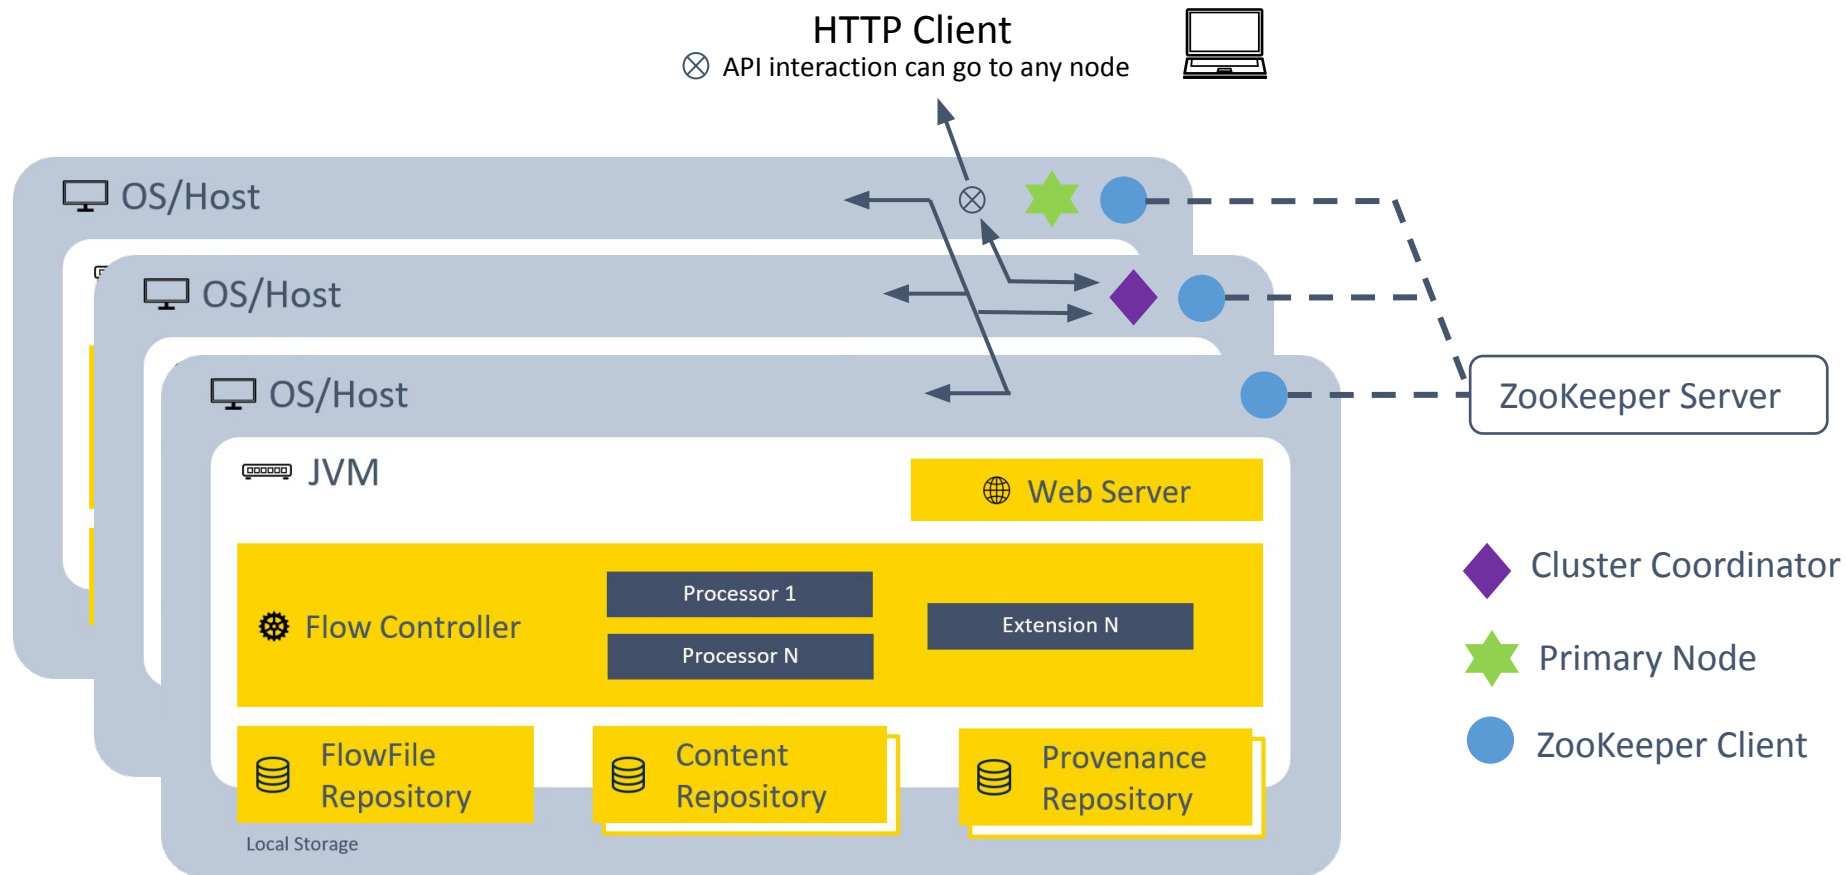 HTTP Client
API interaction can go to any node
OS/Host
OS/Host
OS/Host
ZooKeeper Server
JVM
Web Server
Flow Controller
Processor 1
Processor N
Extension N
FlowFile
Repository
Content
Repository
Provenance
Repository
Local Storage
Cluster Coordinator
Primary Node
ZooKeeper Client